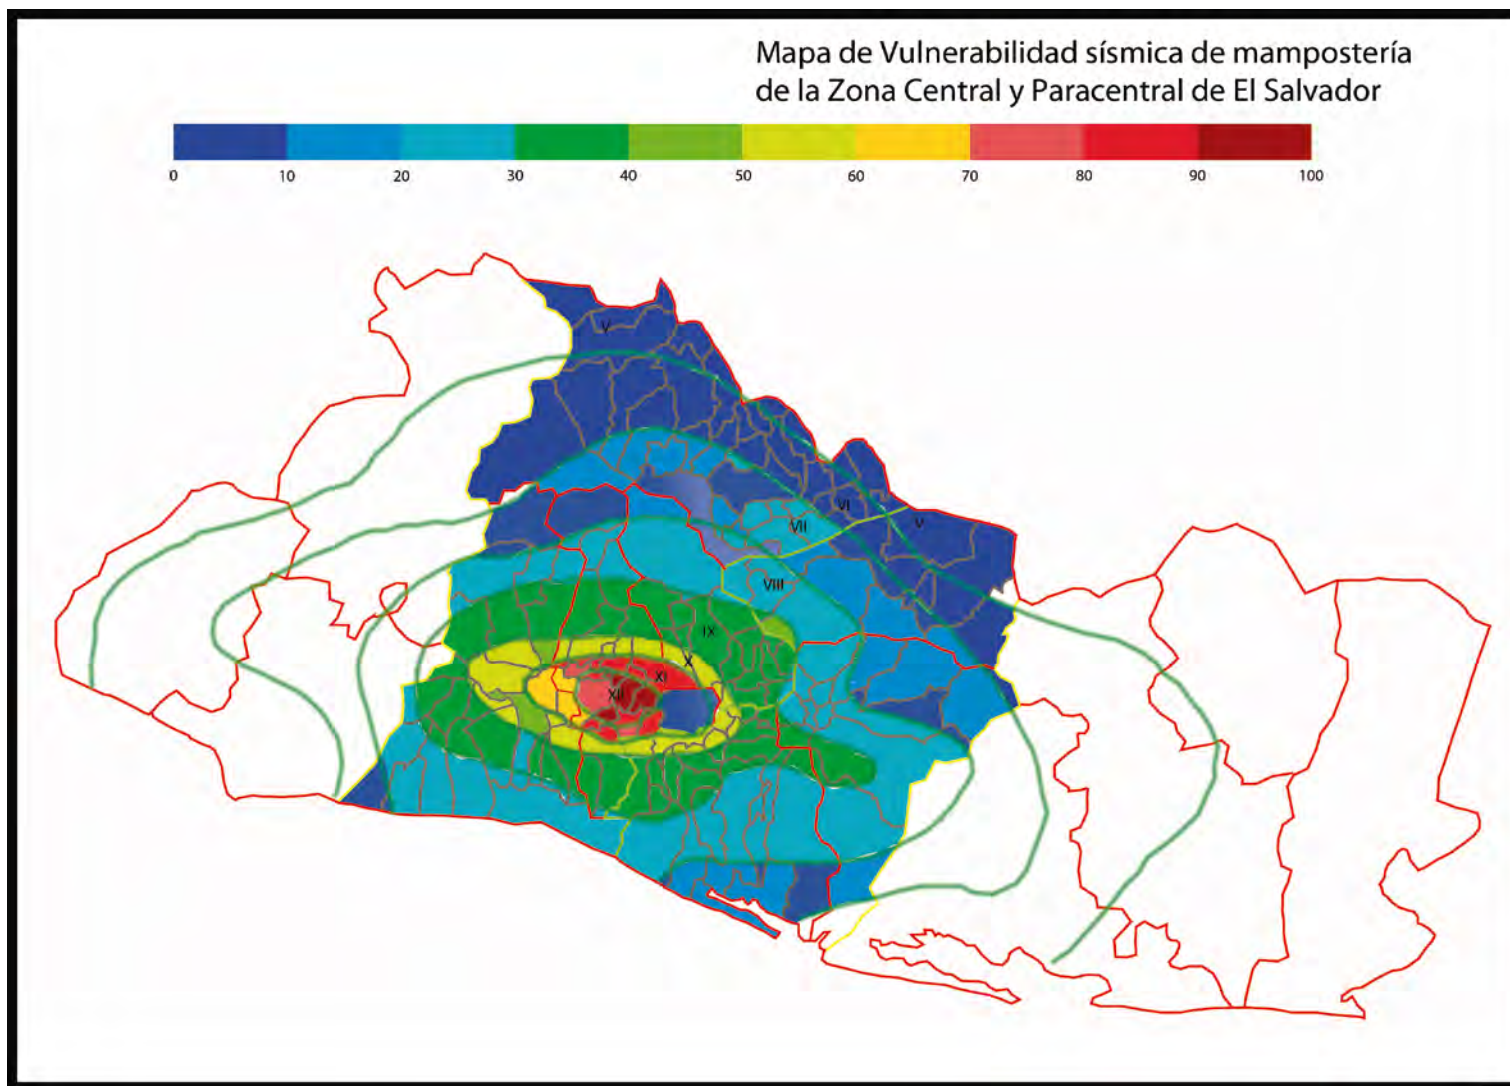 Mapa de Vulnerabilidad sísmica de mampostería
de la Zona Central y Paracentral de El Salvador
0 10 20 30 40 50 60 70 80 90 100
V
VI
V
VII
VIII
IX
X
XI
XII